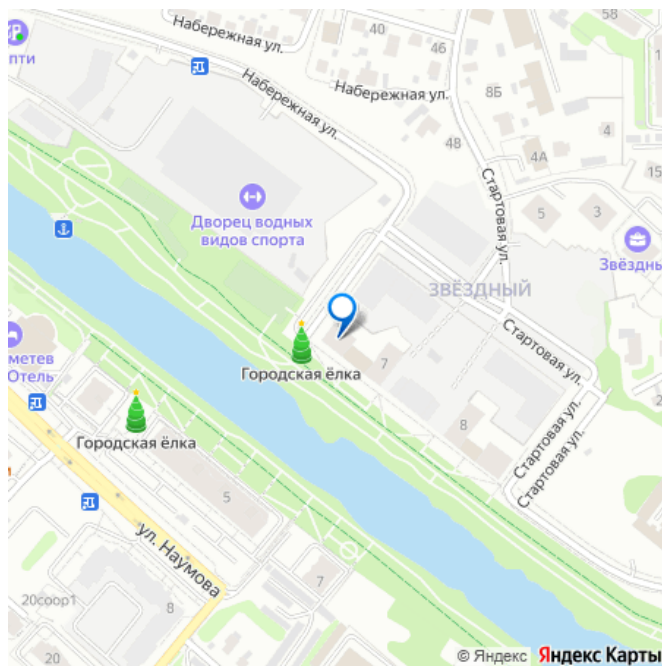 58
Набережная ул.
40
46
пти
Набережная ул.
Набережная ул.
8Б
48
4А
4
15
Стартовая ул.
5
3
Дворец водных
видов спорта
Звёздны
ЗВЁЗДНЫЙ
Стартовая ул.
метев
Отель
Городская ёлка
7
Городская ёлка
8
Стартовая ул.
Стартовая ул.
5
ул. Наумова
7
20соор1
8
20
© Яндекс Яндекс Карты